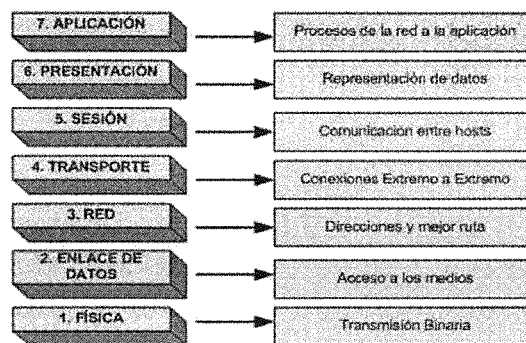 7. APLICACIÓN
Procesos de la red a la aplicación
6. PRESENTACIÓN
Representación de datos
5. SESIÓN
Comunicación entre hosts
4. TRANSPORTE
Conexiones Extremo a Extremo
3. RED
Direcciones y mejor ruta
2. ENLACE DE
DATOS
Acceso a los medios
1. FÍSICA
Transmisión Binaria